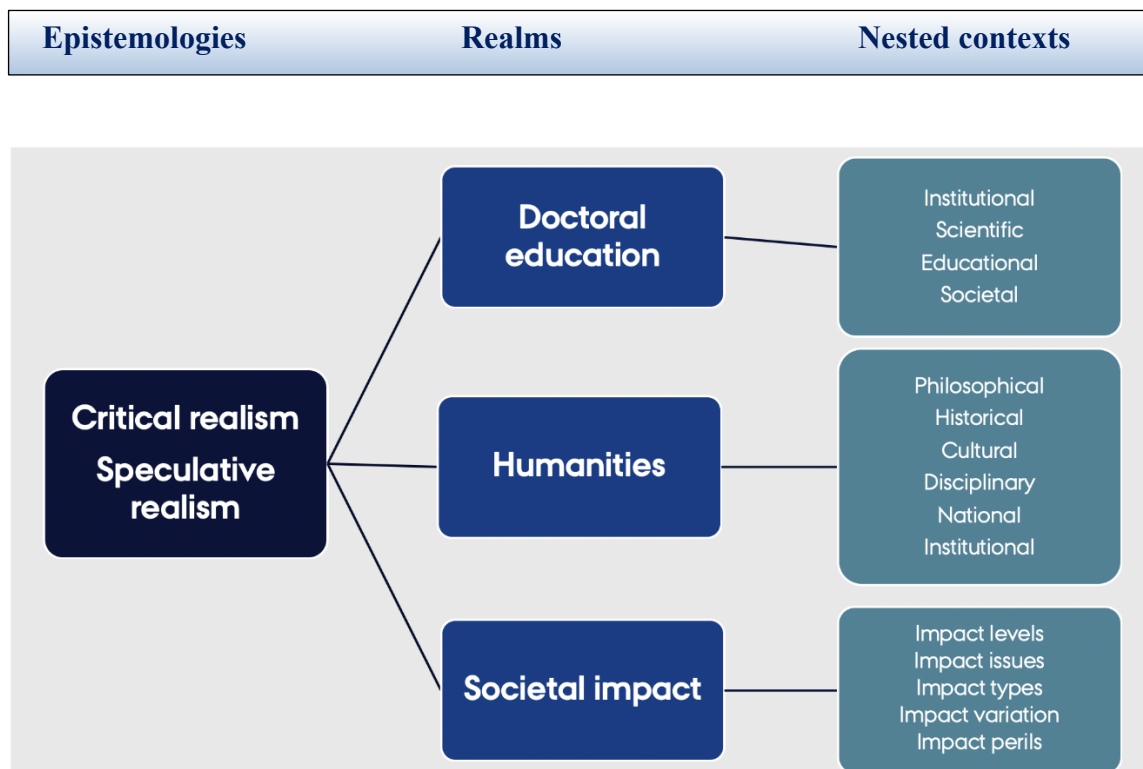 Epistemologies Realms Nested contexts
Critical realism
Speculative
realism
Doctoral
education
Institutional
Scientific
Educational
Societal
Humanities
Philosophical
Historical
Cultural
Disciplinary
National
Institutional
Societal impact
Impact levels
Impact issues
Impact types
Impact variation
Impact perils